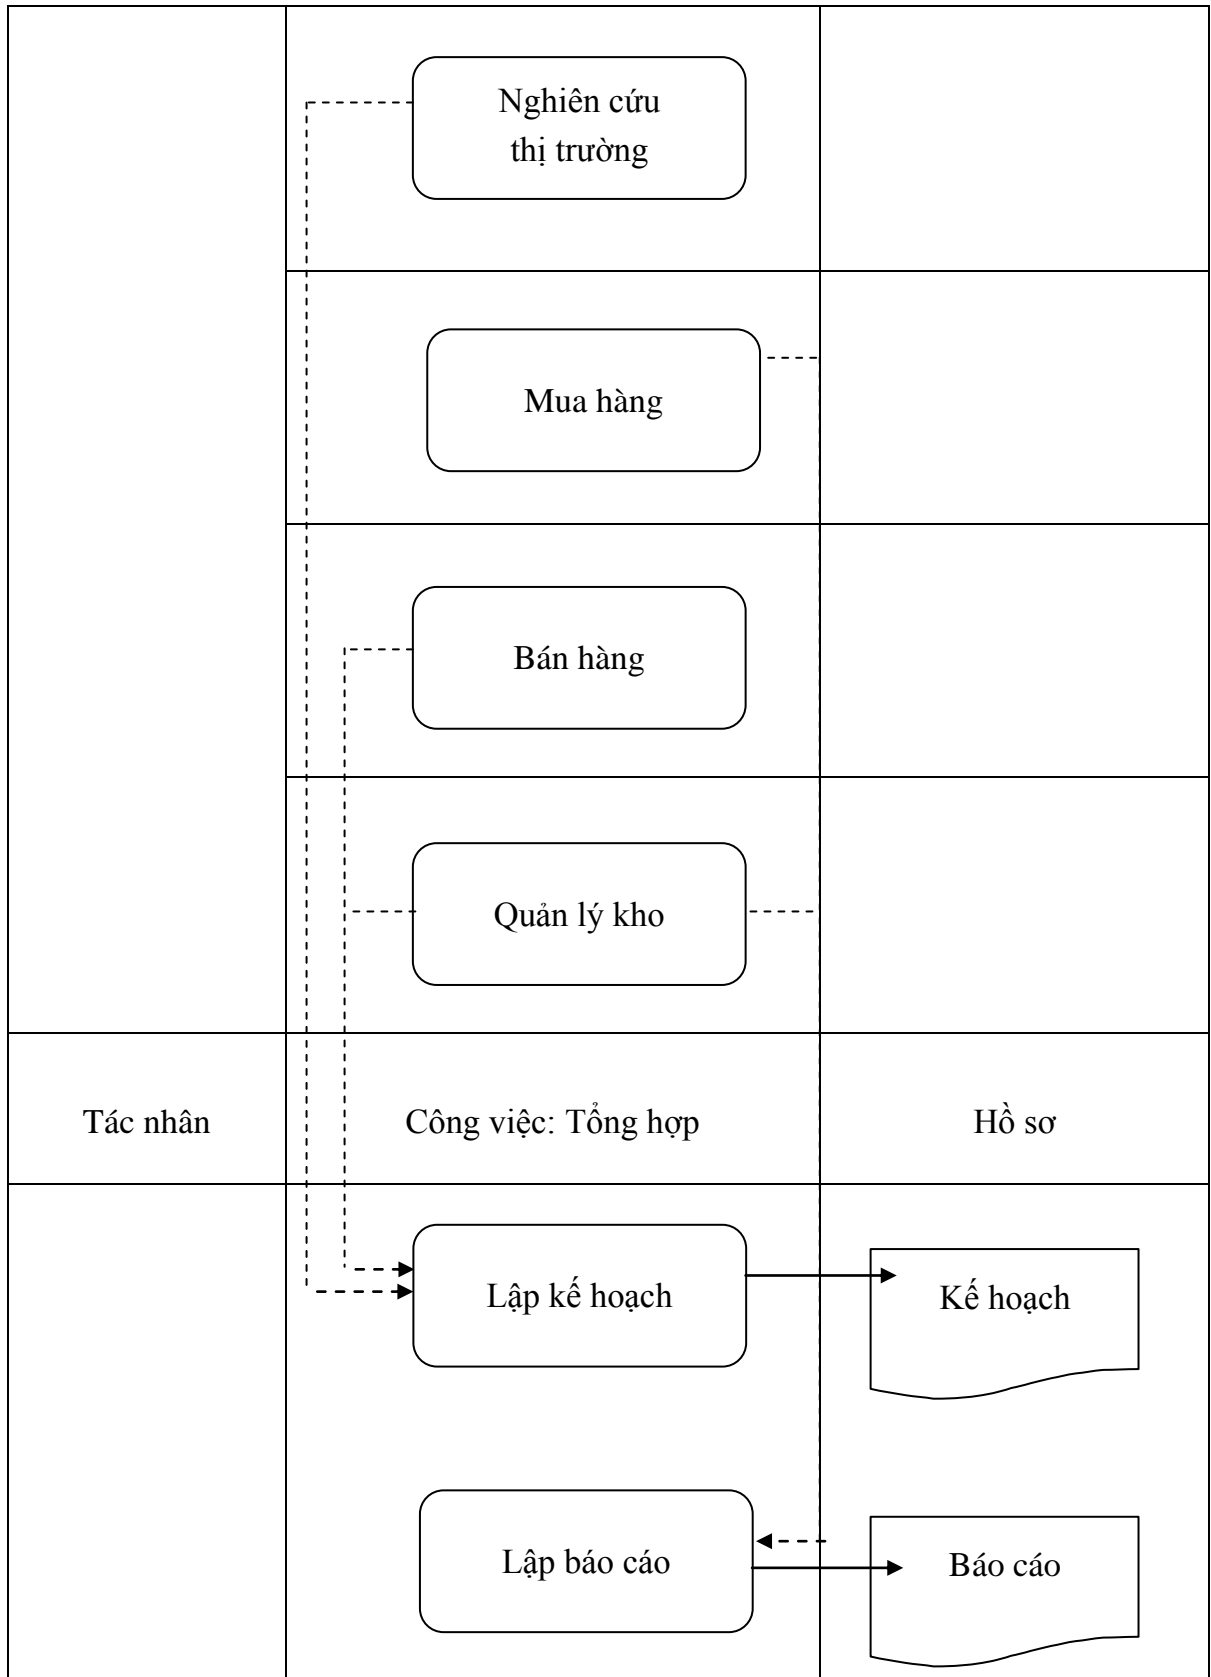 Nghiên cứu
thị trường
Mua hàng
Bán hàng
Quản lý kho
Tác nhân
Công việc: Tổng hợp
Hồ sơ
Lập kế hoạch
Kế hoạch
Lập báo cáo
Báo cáo